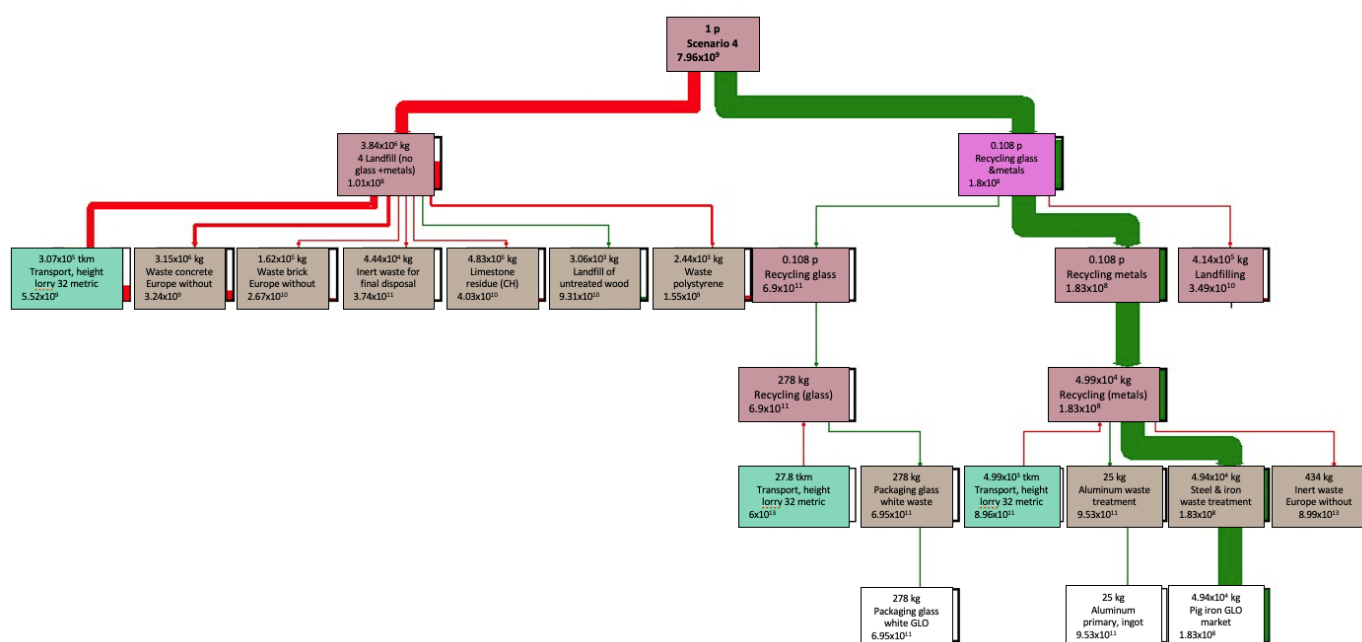 1 p
Scenario 4
7.96x10⁹
3.84x10⁶ kg
4 Landfill (no
glass +metals)
1.01x10⁸
0.108 p
Recycling glass
&metals
1.8x10⁸
3.07x10⁵ tkm
Transport, height
lorry 32 metric
5.52x10⁹
3.15x10⁶ kg
Waste concrete
Europe without
3.24x10⁹
1.62x10⁵ kg
Waste brick
Europe without
2.67x10¹⁰
4.44x10⁴ kg
Inert waste for
final disposal
3.74x10¹¹
4.83x10⁵ kg
Limestone
residue (CH)
4.03x10¹⁰
3.06x10³ kg
Landfill of
untreated wood
9.31x10¹⁰
2.44x10³ kg
Waste
polystyrene
1.55x10⁹
0.108 p
Recycling glass
6.9x10¹¹
0.108 p
Recycling metals
1.83x10⁸
4.14x10⁵ kg
Landfilling
3.49x10¹⁰
278 kg
Recycling (glass)
6.9x10¹¹
4.99x10⁴ kg
Recycling (metals)
1.83x10⁸
27.8 tkm
Transport, height
lorry 32 metric
6x10¹³
278 kg
Packaging glass
white waste
6.95x10¹¹
4.99x10³ tkm
Transport, height
lorry 32 metric
8.96x10¹¹
25 kg
Aluminum waste
treatment
9.53x10¹¹
4.94x10⁴ kg
Steel & iron
waste treatment
1.83x10⁸
434 kg
Inert waste
Europe without
8.99x10¹³
278 kg
Packaging glass
white GLO
6.95x10¹¹
25 kg
Aluminum
primary, ingot
9.53x10¹¹
4.94x10⁴ kg
Pig iron GLO
market
1.83x10⁸